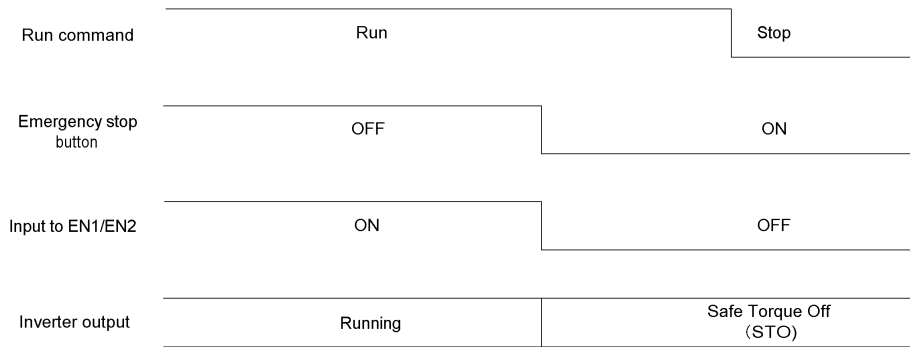 Run command
Run
Stop
Emergency stop
button
OFF
ON
Input to EN1/EN2
ON
OFF
Inverter output
Running
Safe Torque Off
(STO)